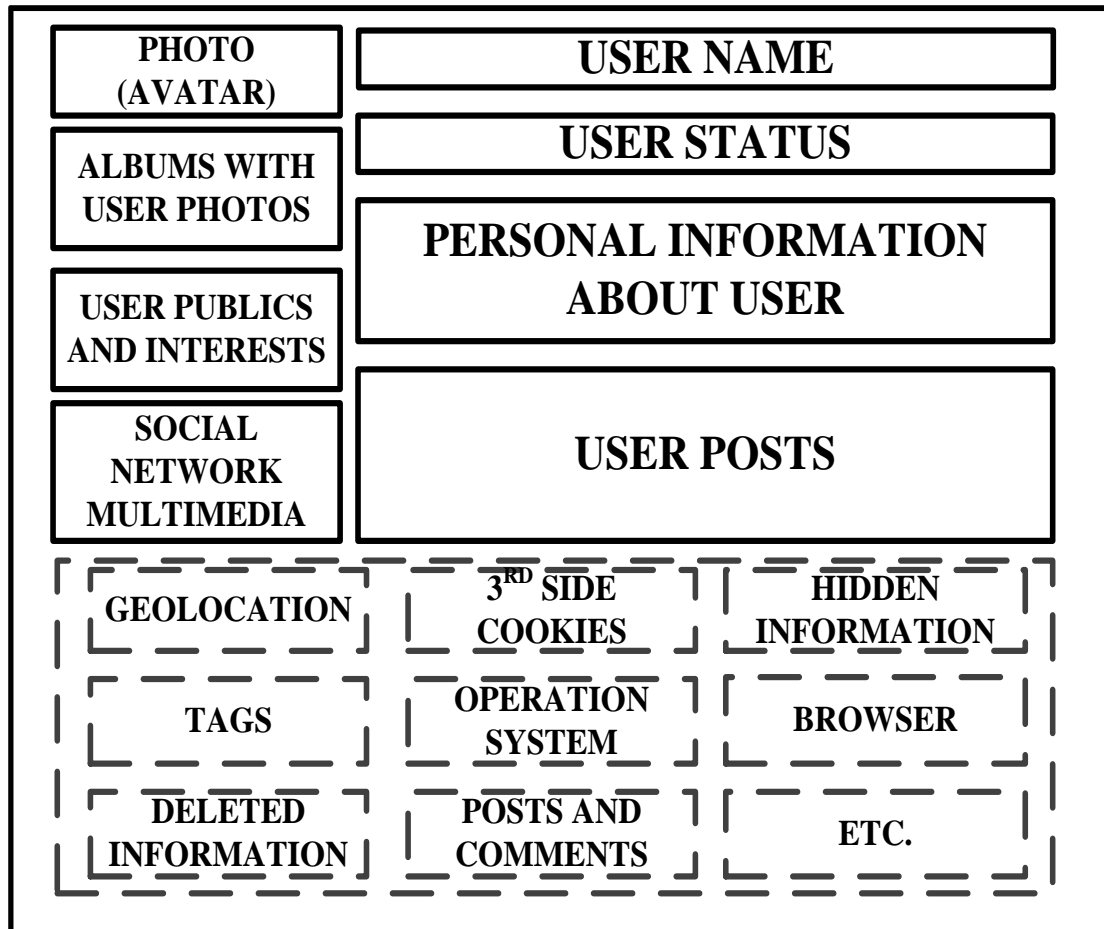 PHOTO
(AVATAR)
USER NAME
ALBUMS WITH
USER PHOTOS
USER STATUS
PERSONAL INFORMATION
ABOUT USER
USER PUBLICS
AND INTERESTS
SOCIAL
NETWORK
MULTIMEDIA
USER POSTS
GEOLOCATION
3RD SIDE
COOKIES
HIDDEN
INFORMATION
TAGS
OPERATION
SYSTEM
BROWSER
DELETED
INFORMATION
POSTS AND
COMMENTS
ETC.